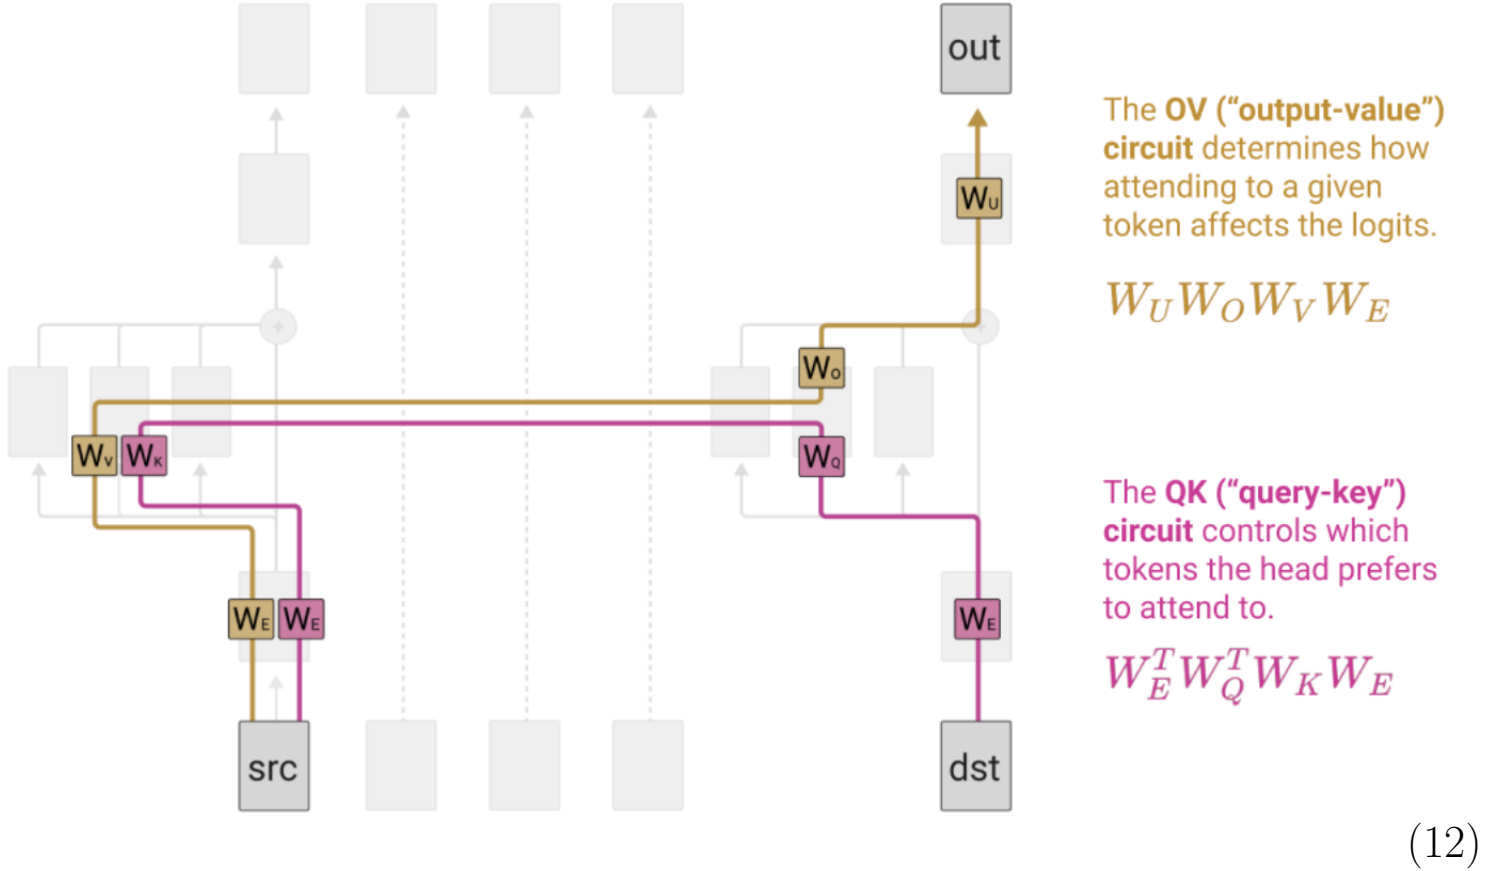 out
The OV (“output-value”)
circuit determines how
attending to a given
token affects the logits.
W_U
W_U W_O W_V W_E
W_O
W_V W_K
W_Q
The QK (“query-key”)
circuit controls which
tokens the head prefers
to attend to.
W_E W_E
W_E
W_E^T W_Q^T W_K W_E
src
dst
(12)